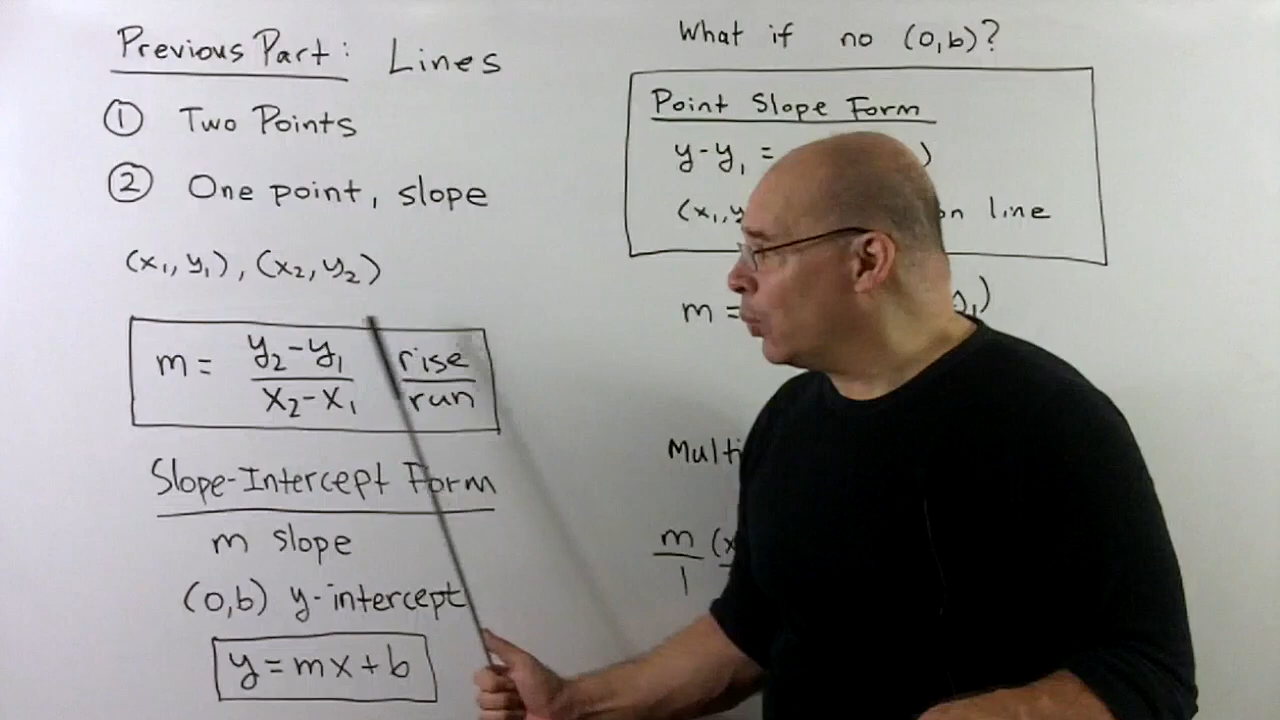 Previous Part: Lines
① Two Points
② One point, slope
(x₁, y₁), (x₂, y₂)
m = y₂-y₁ / x₂-x₁ rise / run
Slope-Intercept Form
m slope
(0,b) y-intercept
y = mx + b
What if no (0,b)?
Point Slope Form
y-y₁ = )
(x₁, on line
m =
m / 1 (x